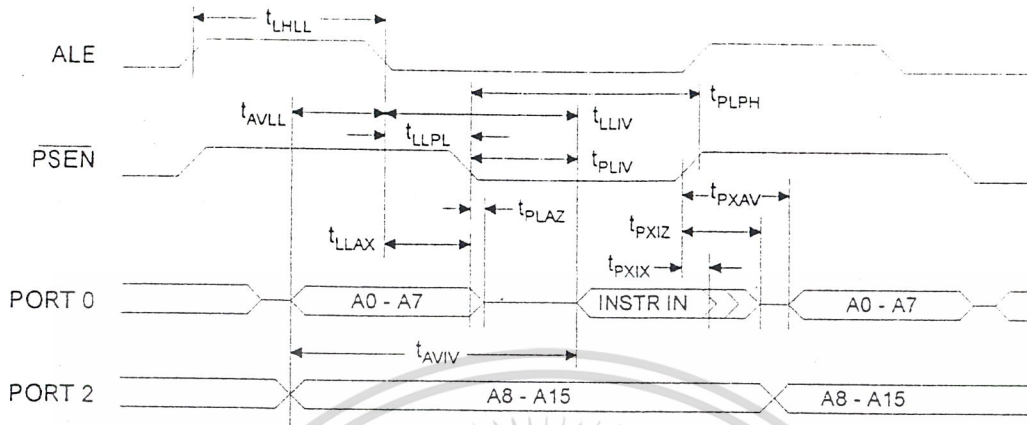 tLHLL
ALE
tPLPH
tAVLL
tLLIV
tLLPL
PSEN
tPLIV
tPXAV
tPLAZ
tPXIZ
tLLAX
tPXIX
PORT 0
A0 - A7
INSTR IN
A0 - A7
tAVIV
PORT 2
A8 - A15
A8 - A15